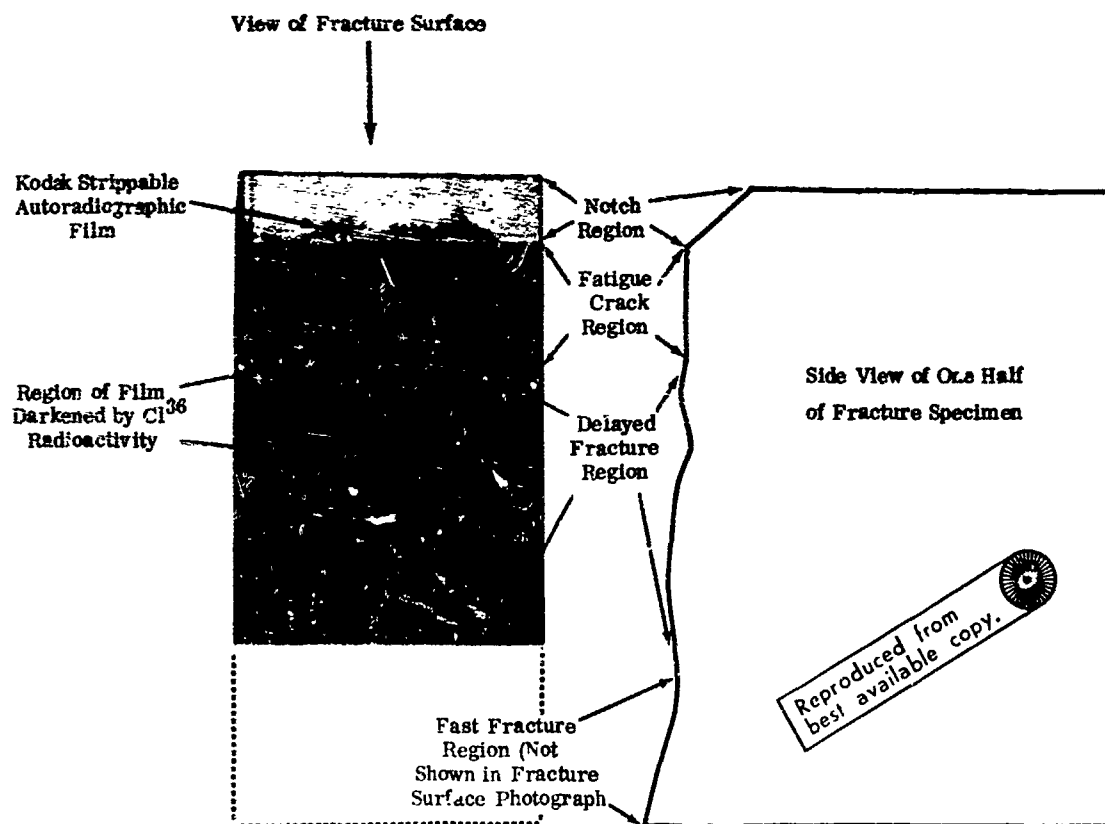 View of Fracture Surface
Kodak Strippable
Autoradiographic
Film
Notch
Region
Fatigue
Crack
Region
Region of Film
Darkened by Cl36
Radioactivity
Delayed
Fracture
Region
Side View of One Half
of Fracture Specimen
Reproduced from
best available copy.
Fast Fracture
Region (Not
Shown in Fracture
Surface Photograph